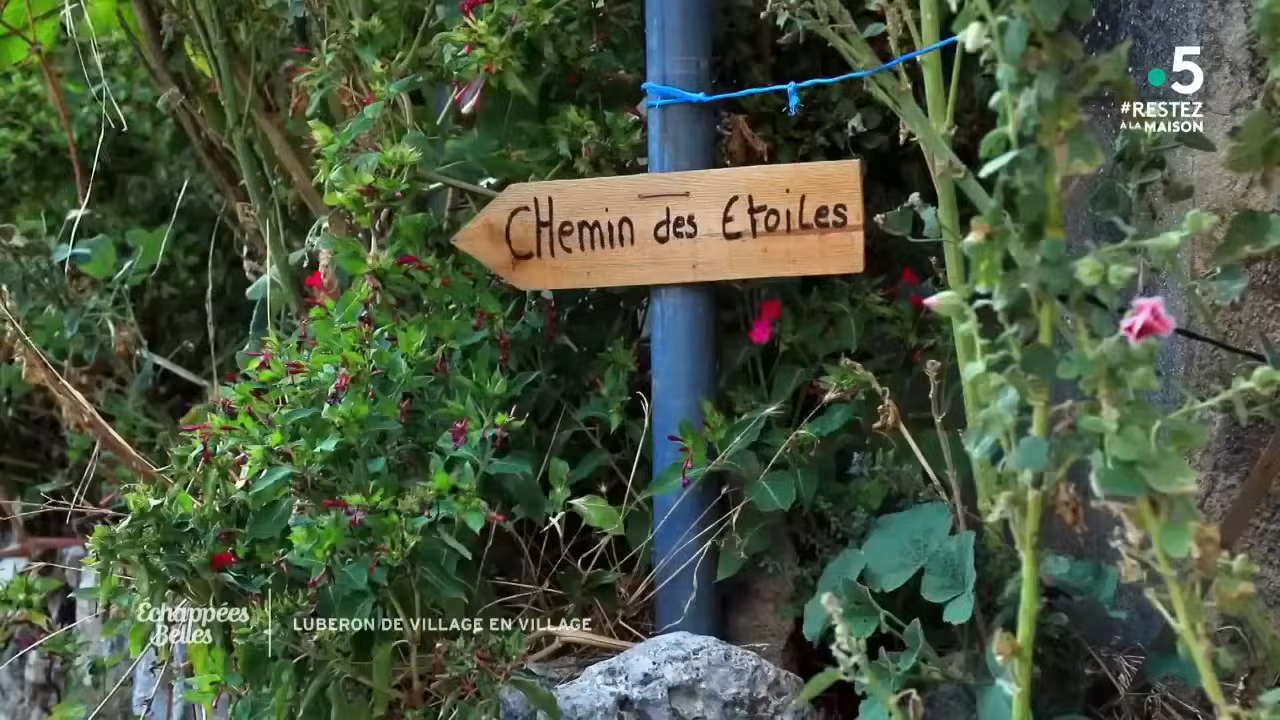 5
#RESTEZ
À LA MAISON
CHemin des EtoiLes
Echappées
Belles
LUBERON DE VILLAGE EN VILLAGE